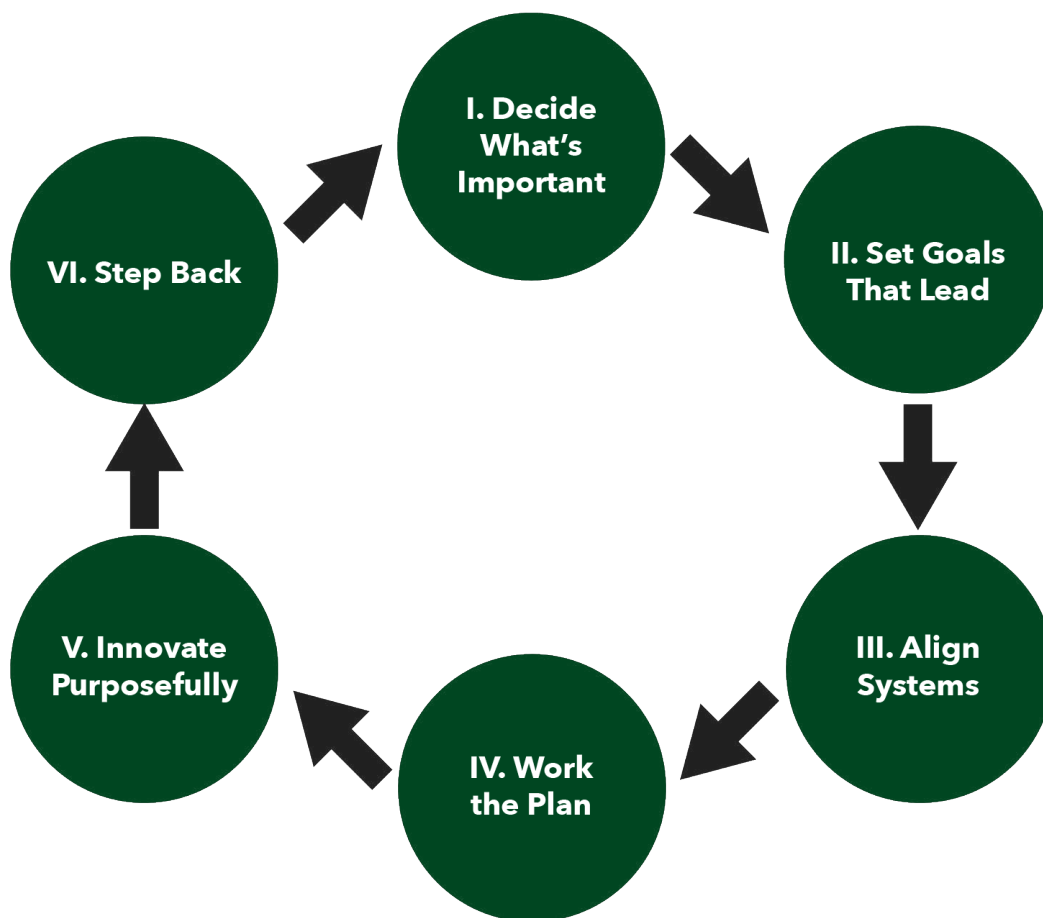 I. Decide
What’s
Important
II. Set Goals
That Lead
III. Align
Systems
IV. Work
the Plan
V. Innovate
Purposefully
VI. Step Back